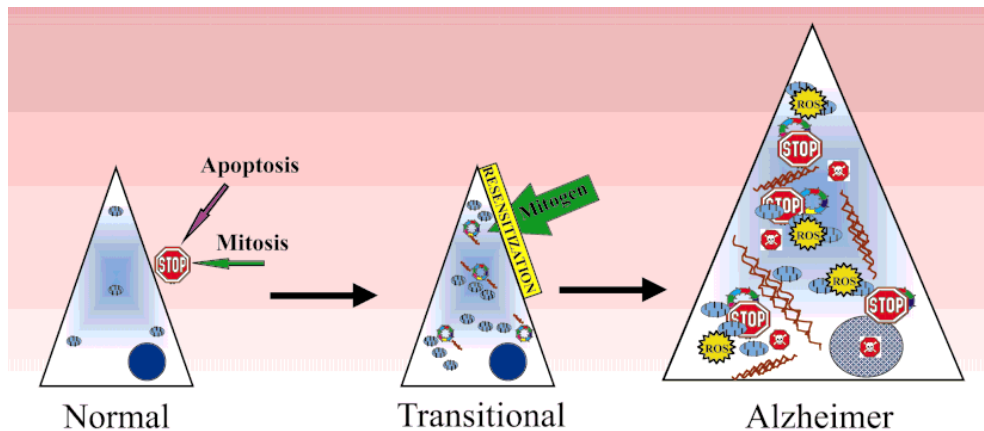 Apoptosis
Mitosis
STOP
RESENSITIZATION
Mitogen
ROS
STOP
STOP
ROS
ROS
STOP
STOP
ROS
Normal
Transitional
Alzheimer